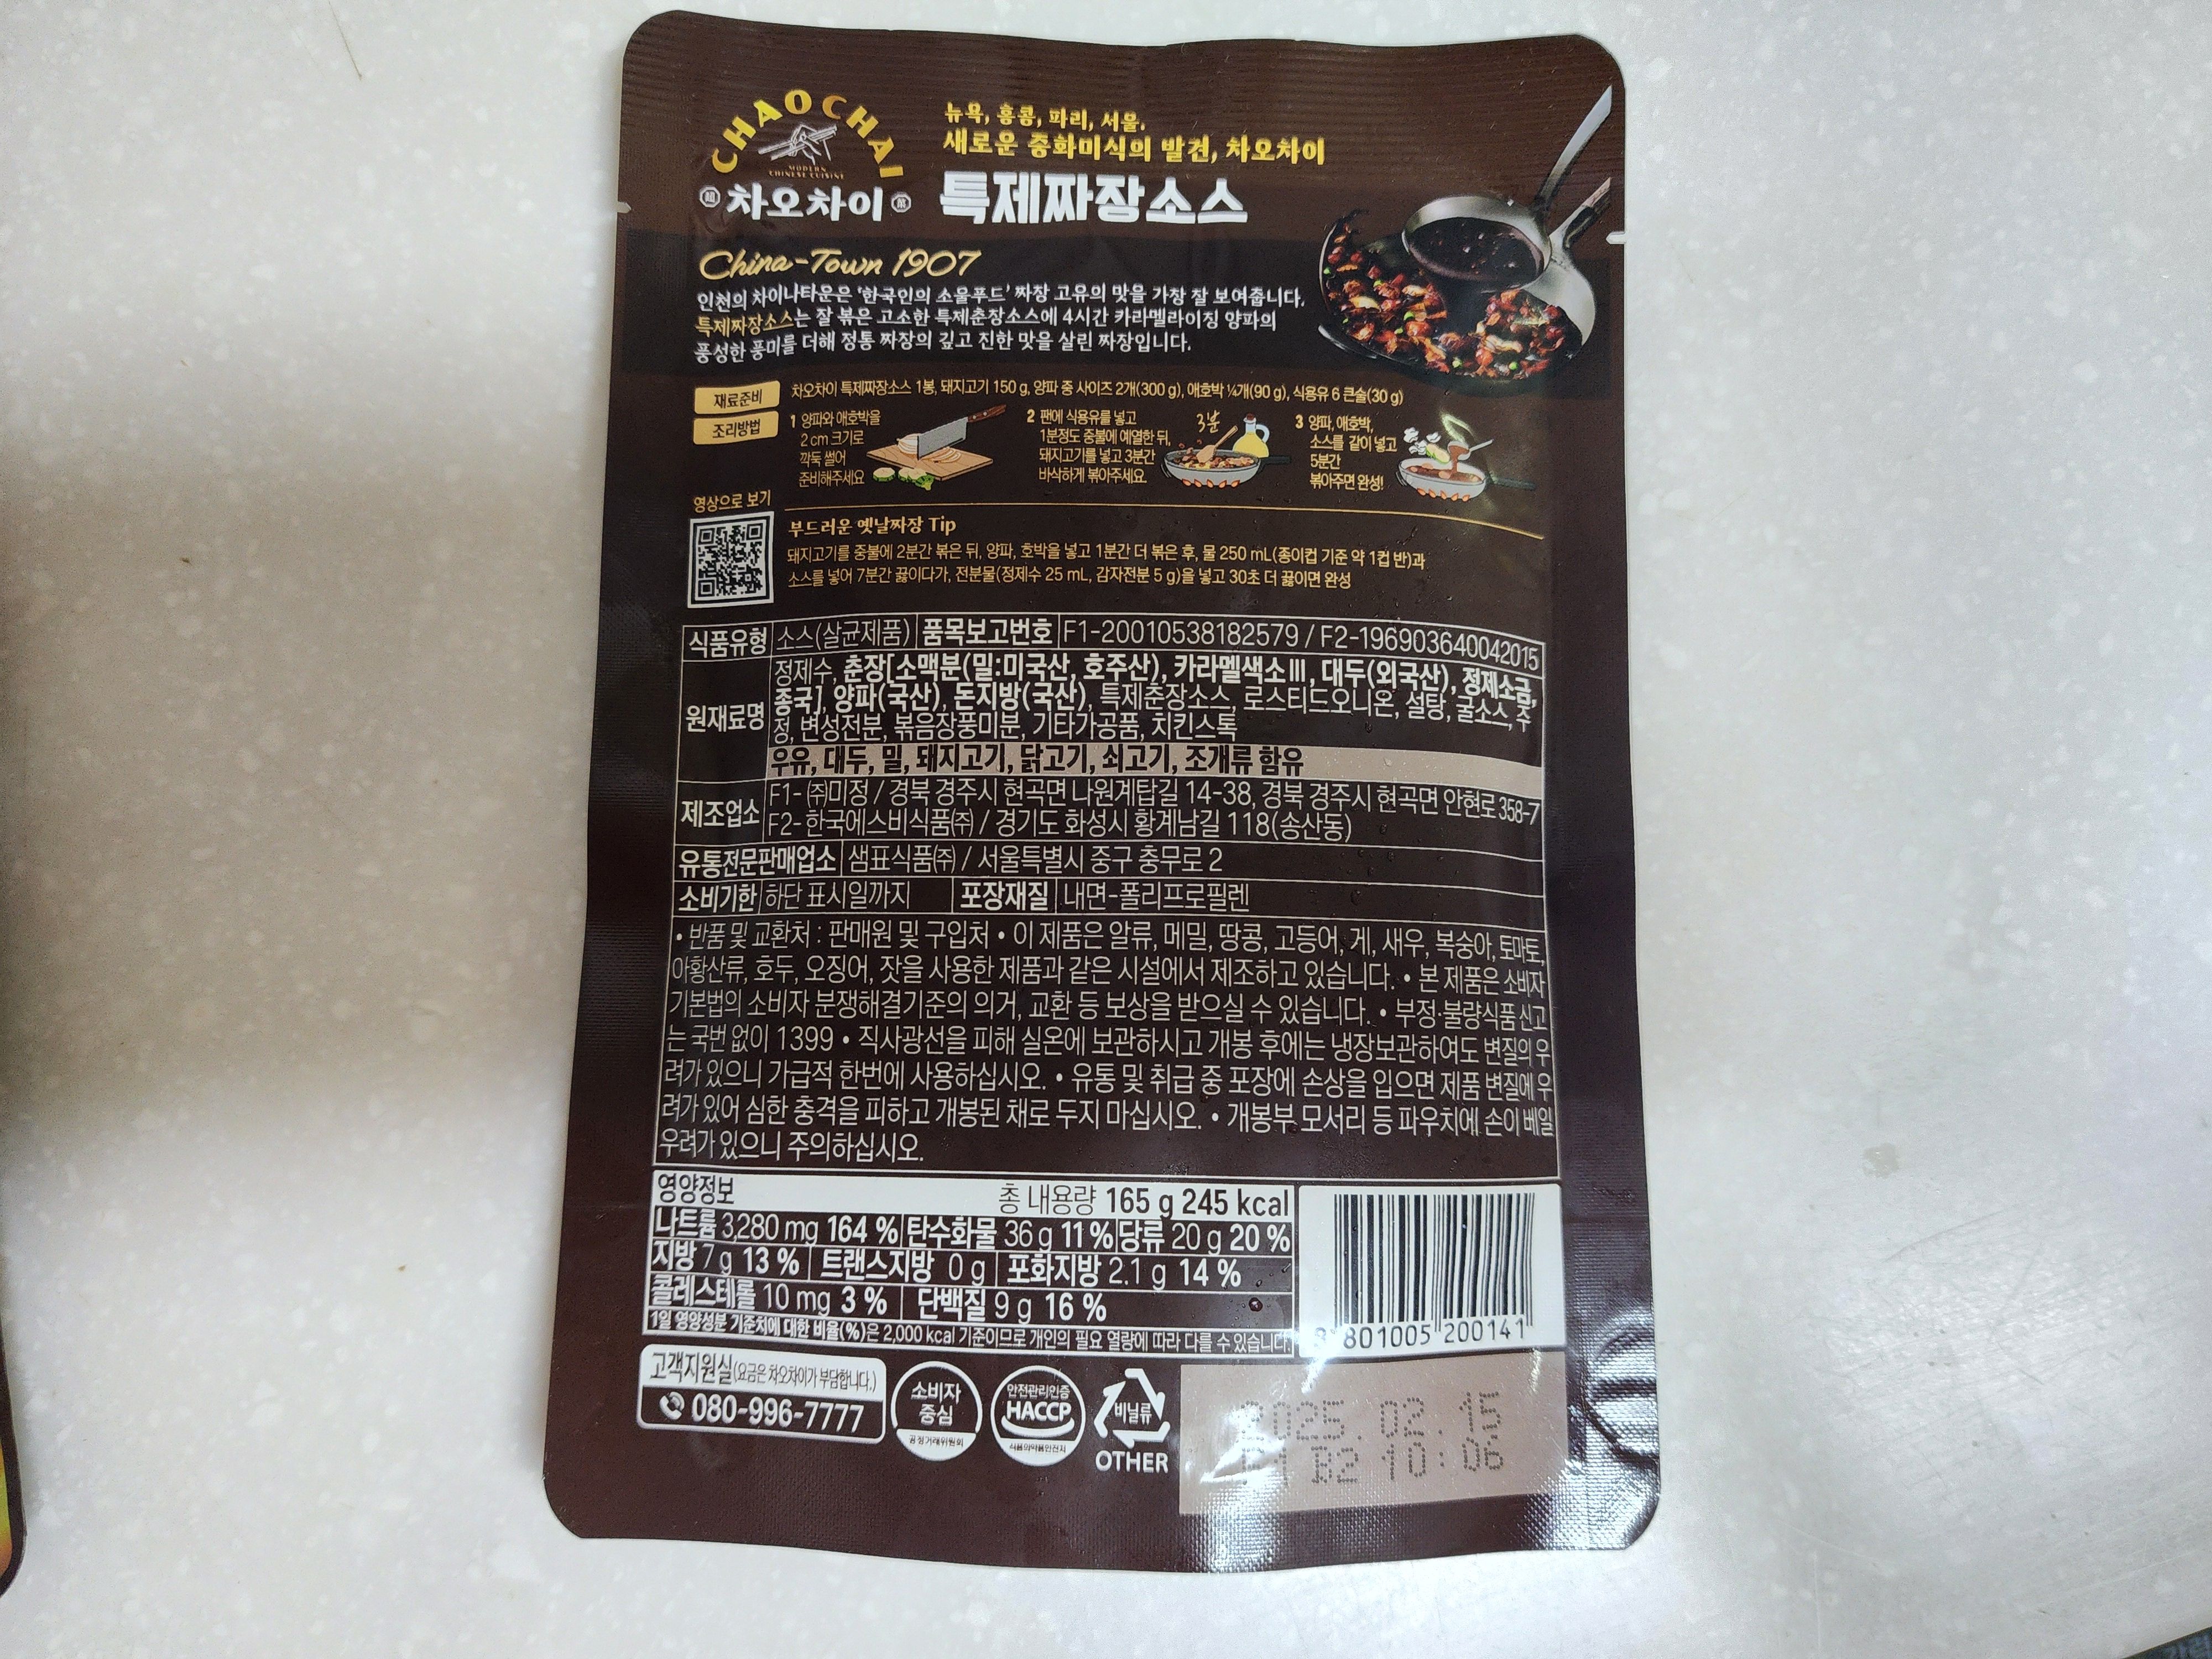 CHAO CHAI
MODERN
CHINESE CUISINE
차오차이
뉴욕, 홍콩, 파리, 서울,
새로운 중화미식의 발견, 차오차이
특제짜장소스
China-Town 1907
인천의 차이나타운은 '한국인의 소울푸드' 짜장 고유의 맛을 가장 잘 보여줍니다.
특제짜장소스는 잘 볶은 고소한 특제춘장소스에 4시간 카라멜라이징 양파의
풍성한 풍미를 더해 정통 짜장의 깊고 진한 맛을 살린 짜장입니다.
재료준비 차오차이 특제짜장소스 1봉, 돼지고기 150 g, 양파 중 사이즈 2개(300 g), 애호박 ¼개(90 g), 식용유 6 큰술(30 g)
조리방법
1 양파와 애호박을
2 cm 크기로
깍둑 썰어
준비해주세요
2 팬에 식용유를 넣고
1분정도 중불에 예열한 뒤,
돼지고기를 넣고 3분간
바삭하게 볶아주세요.
3분
3 양파, 애호박,
소스를 같이 넣고
5분간
볶아주면 완성!
영상으로 보기
부드러운 옛날짜장 Tip
돼지고기를 중불에 2분간 볶은 뒤, 양파, 호박을 넣고 1분간 더 볶은 후, 물 250 mL(종이컵 기준 약 1컵 반)과
소스를 넣어 7분간 끓이다가, 전분물(정제수 25 mL, 감자전분 5 g)을 넣고 30초 더 끓이면 완성
식품유형 소스(살균제품) 품목보고번호 F1-20010538182579 / F2-1969036400420​15
원재료명 정제수, 춘장[소맥분(밀:미국산, 호주산), 카라멜색소Ⅲ, 대두(외국산), 정제소금,
종국], 양파(국산), 돈지방(국산), 특제춘장소스, 로스티드오니온, 설탕, 굴소스, 주
정, 변성전분, 볶음장풍미분, 기타가공품, 치킨스톡
우유, 대두, 밀, 돼지고기, 닭고기, 쇠고기, 조개류 함유
제조업소 F1- ㈜미정 / 경북 경주시 현곡면 나원계탑길 14-38, 경북 경주시 현곡면 안현로 358-7
F2- 한국에스비식품㈜ / 경기도 화성시 황계남길 118(송산동)
유통전문판매업소 샘표식품㈜ / 서울특별시 중구 충무로 2
소비기한 하단 표시일까지 포장재질 내면-폴리프로필렌
• 반품 및 교환처 : 판매원 및 구입처 • 이 제품은 알류, 메밀, 땅콩, 고등어, 게, 새우, 복숭아, 토마토,
아황산류, 호두, 오징어, 잣을 사용한 제품과 같은 시설에서 제조하고 있습니다. • 본 제품은 소비자
기본법의 소비자 분쟁해결기준의 의거, 교환 등 보상을 받으실 수 있습니다. • 부정·불량식품 신고
는 국번 없이 1399 • 직사광선을 피해 실온에 보관하시고 개봉 후에는 냉장보관하여도 변질의 우
려가 있으니 가급적 한번에 사용하십시오. • 유통 및 취급 중 포장에 손상을 입으면 제품 변질에 우
려가 있어 심한 충격을 피하고 개봉된 채로 두지 마십시오. • 개봉부 모서리 등 파우치에 손이 베일
우려가 있으니 주의하십시오.
영양정보 총 내용량 165 g 245 kcal
나트륨 3,280 mg 164 % 탄수화물 36 g 11 % 당류 20 g 20 %
지방 7 g 13 % 트랜스지방 0 g 포화지방 2.1 g 14 %
콜레스테롤 10 mg 3 % 단백질 9 g 16 %
1일 영양성분 기준치에 대한 비율(%)은 2,000 kcal 기준이므로 개인의 필요 열량에 따라 다를 수 있습니다.
8 801005 200141
고객지원실(요금은 차오차이가 부담합니다.)
080-996-7777
소비자
중심
공정거래위원회
안전관리인증
HACCP
식품의약품안전처
비닐류
OTHER
2025.02.15
F1 B2 10:06